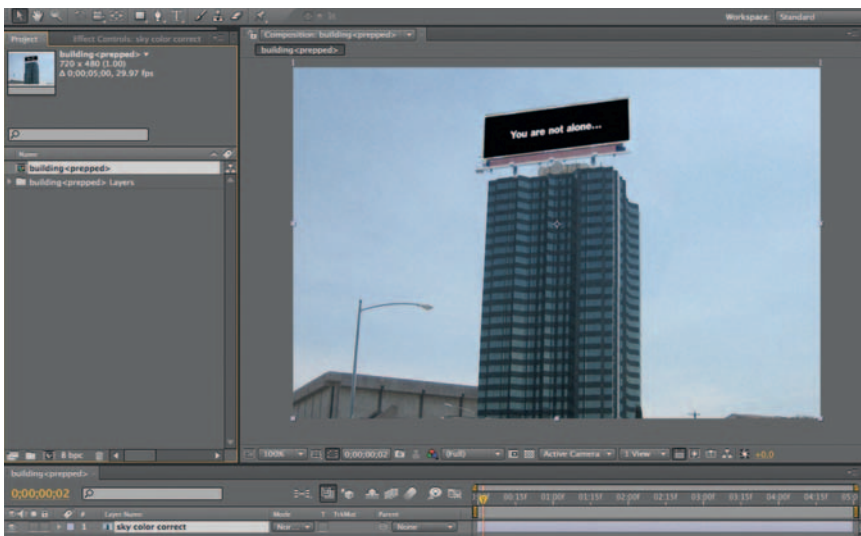 Workspace: Standard
Project
Effect Controls: sky color correct
Composition: building<prepped>
building<prepped>
building<prepped>
720 x 480 (1.00)
Δ 0;00;05;00, 29.97 fps
You are not alone...
Name
building<prepped>
building<prepped> Layers
8 bpc
100%
0;00;00;02
(Full)
Active Camera
1 View
+0.0
building<prepped>
0;00;00;02
00:15f 01:00f 01:15f 02:00f 02:15f 03:00f 03:15f 04:00f 04:15f 05:0
# Layer Name Mode T TrkMat Parent
1 sky color correct Nor... None